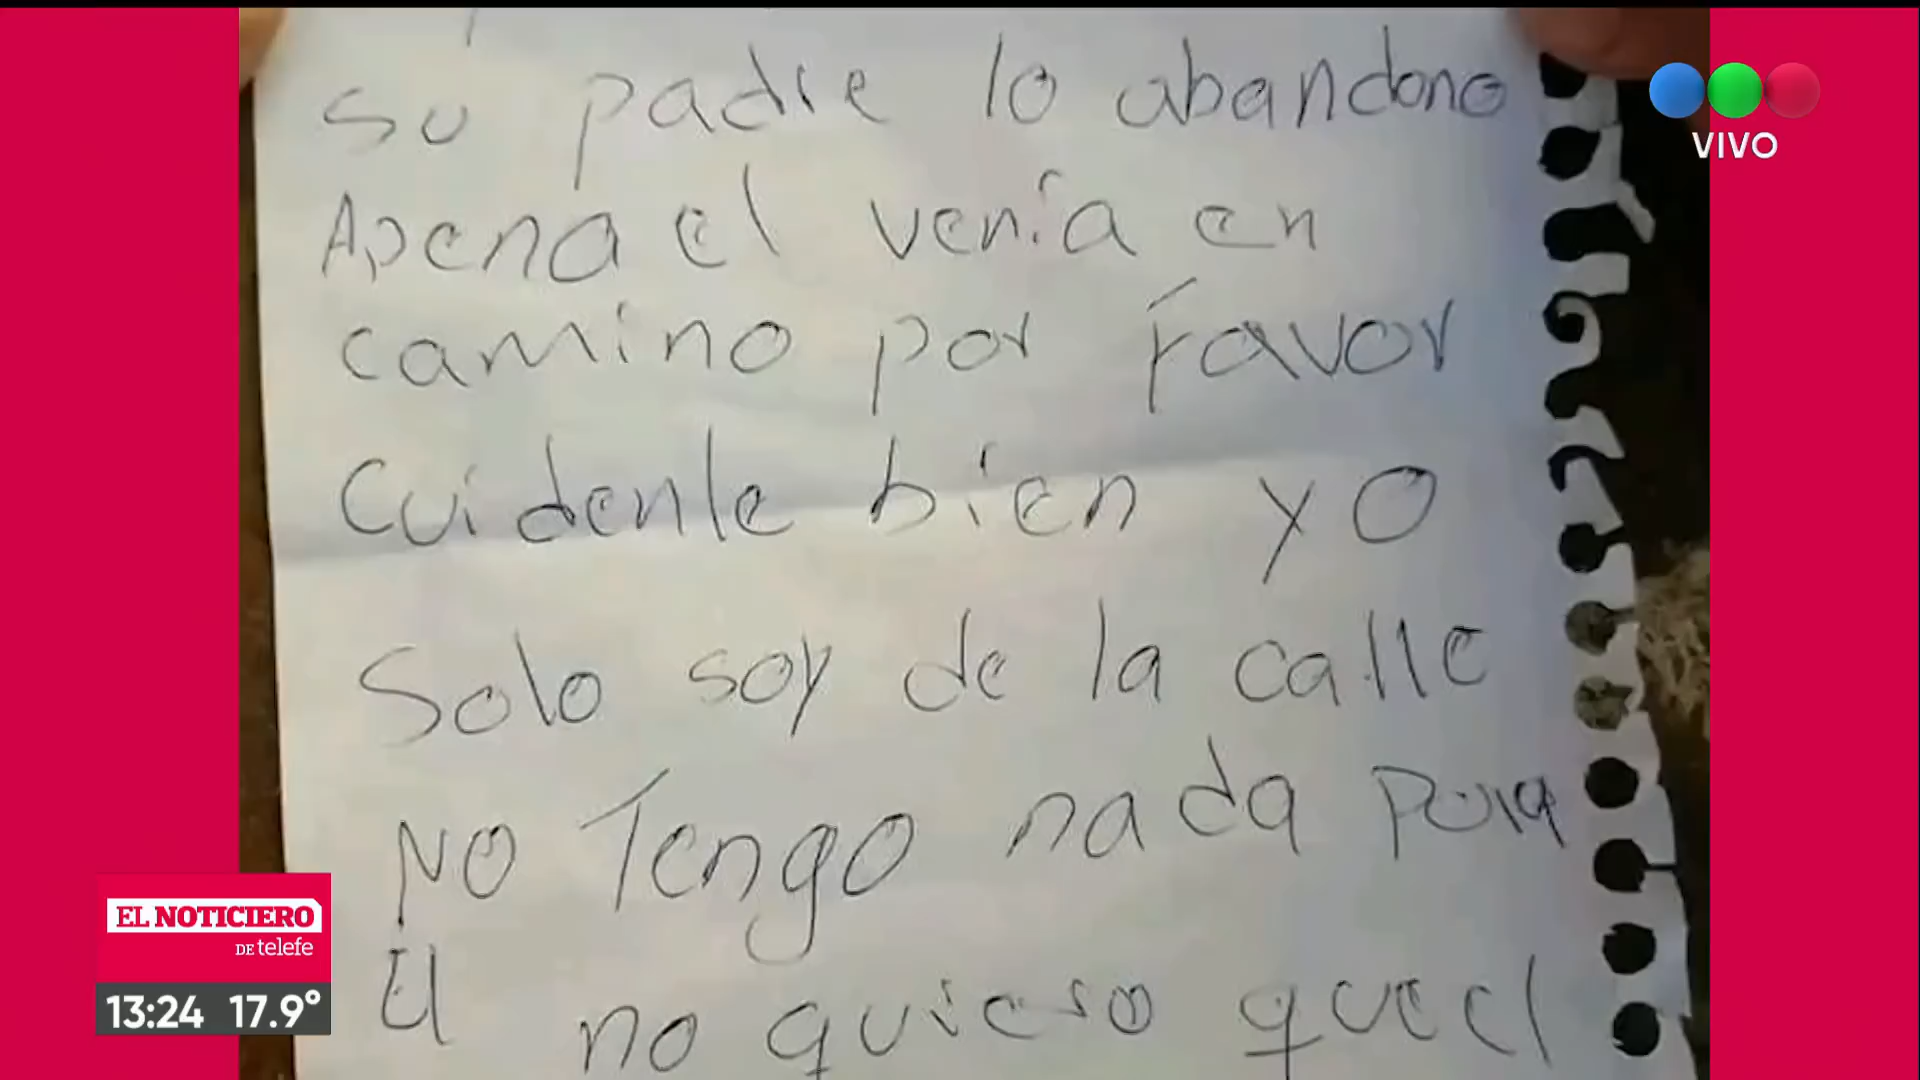 su padre lo abandono
Apena el venía en
camino por favor
Cuidenle bien yo
Solo soy de la calle
NO Tengo nada para
El no quiero que el
VIVO
EL NOTICIERO
DE telefe
13:24 17.9°